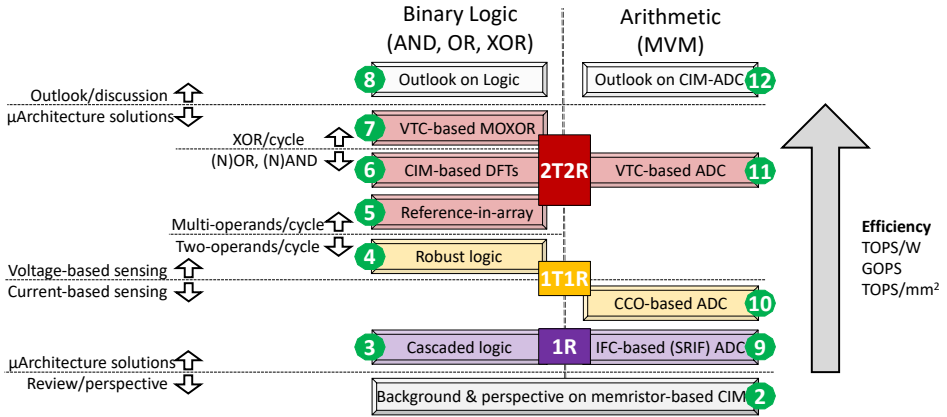 Binary Logic
(AND, OR, XOR)
Arithmetic
(MVM)
8 Outlook on Logic
Outlook on CIM-ADC 12
Outlook/discussion
µArchitecture solutions
7 VTC-based MOXOR
XOR/cycle
(N)OR, (N)AND
6 CIM-based DFTs
2T2R
VTC-based ADC 11
5 Reference-in-array
Multi-operands/cycle
Two-operands/cycle
4 Robust logic
Voltage-based sensing
Current-based sensing
1T1R
CCO-based ADC 10
3 Cascaded logic
1R
IFC-based (SRIF) ADC 9
µArchitecture solutions
Review/perspective
Background & perspective on memristor-based CIM 2
Efficiency
TOPS/W
GOPS
TOPS/mm²